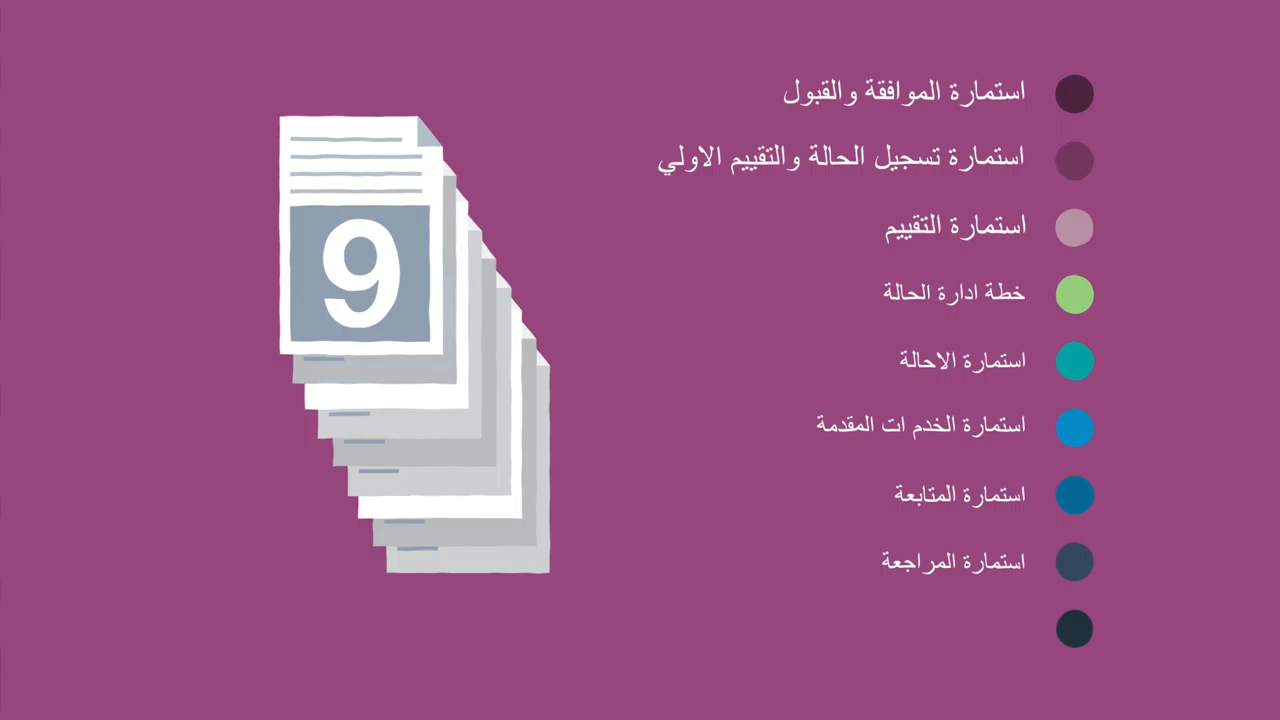 استمارة الموافقة والقبول
استمارة تسجيل الحالة والتقييم الاولي
استمارة التقييم
خطة ادارة الحالة
استمارة الاحالة
استمارة الخدم ات المقدمة
استمارة المتابعة
استمارة المراجعة
9